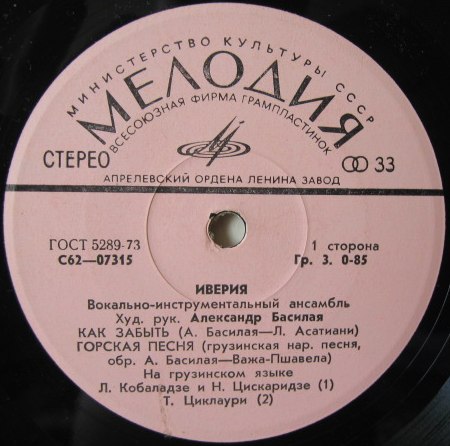 МИНИСТЕРСТВО КУЛЬТУРЫ СССР
МЕЛОДИЯ
ВСЕСОЮЗНАЯ ФИРМА ГРАМПЛАСТИНОК
СТЕРЕО
33
АПРЕЛЕВСКИЙ ОРДЕНА ЛЕНИНА ЗАВОД
ГОСТ 5289-73
1 сторона
С62—07315
Гр. 3. 0-85
ИВЕРИЯ
Вокально-инструментальный ансамбль
Худ. рук. Александр Басилая
КАК ЗАБЫТЬ (А. Басилая—Л. Асатиани)
ГОРСКАЯ ПЕСНЯ (грузинская нар. песня,
обр. А. Басилая—Важа-Пшавела)
На грузинском языке
Л. Кобаладзе и Н. Цискаридзе (1)
Т. Циклаури (2)